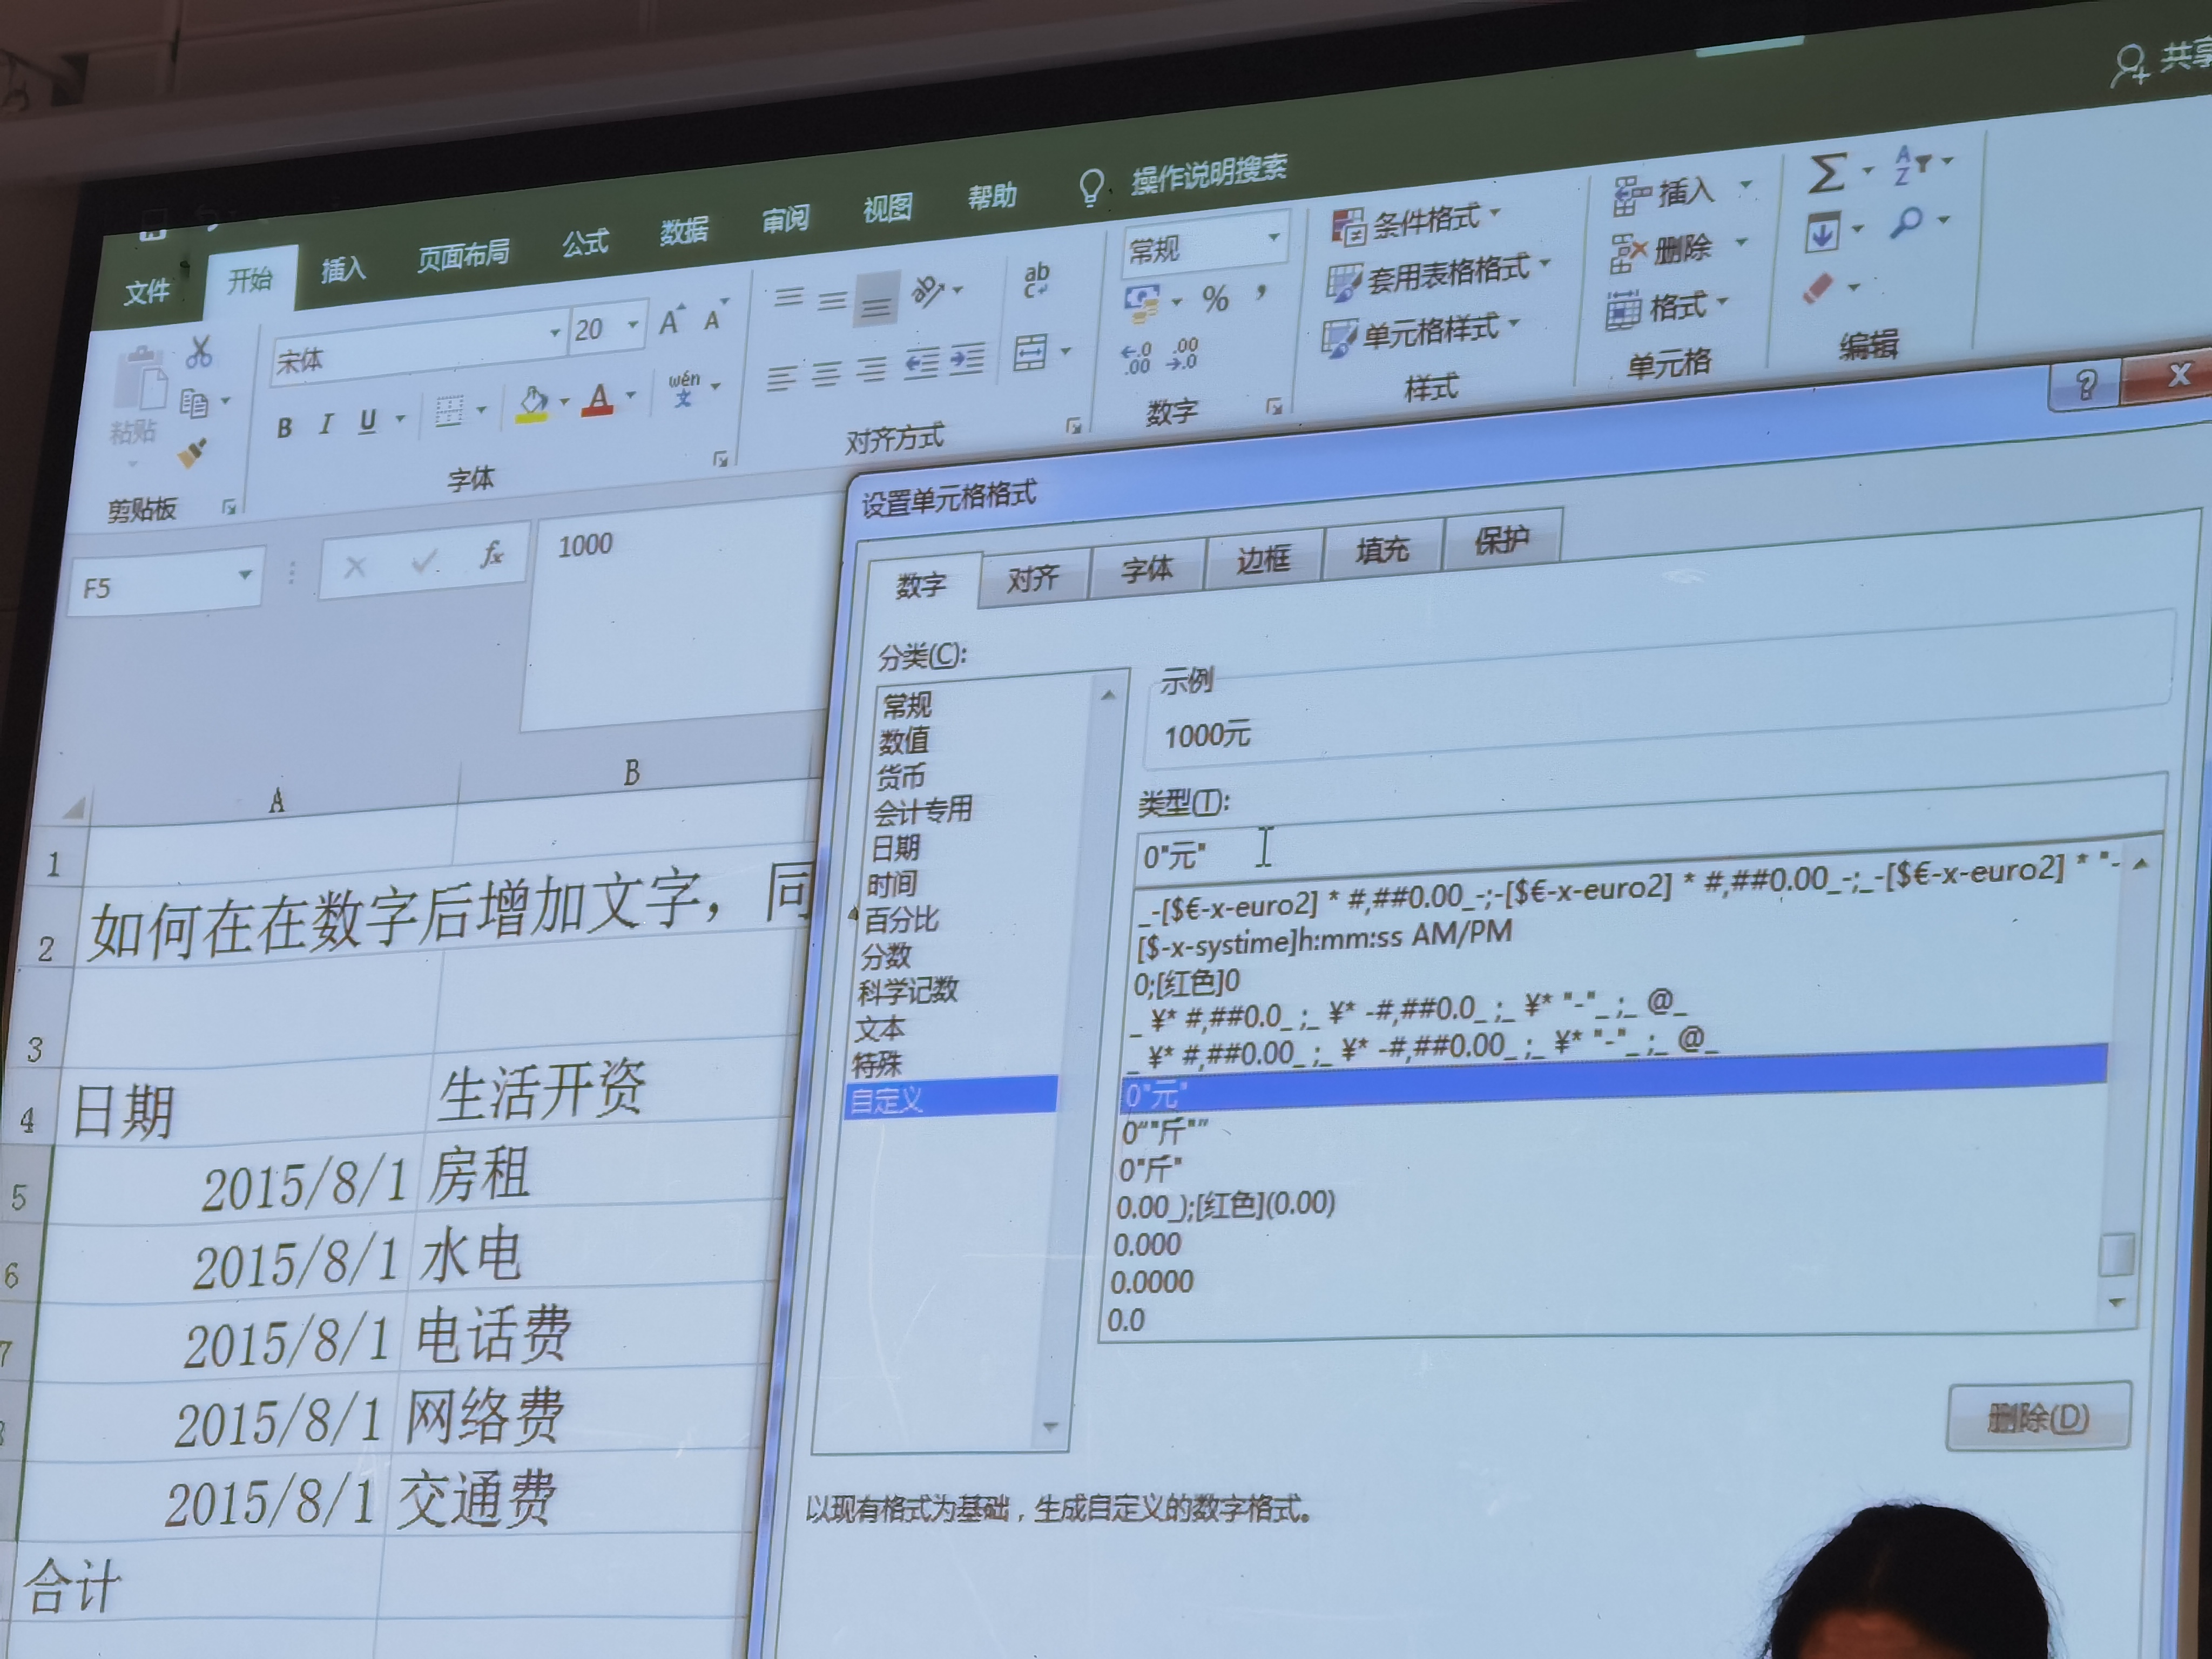 共享
文件 开始 插入 页面布局 公式 数据 审阅 视图 帮助 操作说明搜索
粘贴
剪贴板
宋体 20 A A
B I U A wén 文
字体
ab c
对齐方式
常规
% ,
.00 .0
数字
条件格式
套用表格格式
单元格样式
样式
插入
删除
格式
单元格
Σ A Z
编辑
F5 fx 1000
A B
1
2 如何在在数字后增加文字，同
3
4 日期 生活开资
5 2015/8/1 房租
6 2015/8/1 水电
7 2015/8/1 电话费
2015/8/1 网络费
2015/8/1 交通费
合计
设置单元格格式 ? X
数字 对齐 字体 边框 填充 保护
分类(C):
常规
数值
货币
会计专用
日期
时间
百分比
分数
科学记数
文本
特殊
自定义
示例
1000元
类型(T):
0"元"
_-[$€-x-euro2] * #,##0.00_-;-[$€-x-euro2] * #,##0.00_-;_-[$€-x-euro2] * "-
[$-x-systime]h:mm:ss AM/PM
0;[红色]0
_ ¥* #,##0.0_ ;_ ¥* -#,##0.0_ ;_ ¥* "-"_ ;_ @_
_ ¥* #,##0.00_ ;_ ¥* -#,##0.00_ ;_ ¥* "-"_ ;_ @_
0"元"
0“"斤"”
0"斤"
0.00_);[红色](0.00)
0.000
0.0000
0.0
删除(D)
以现有格式为基础，生成自定义的数字格式。